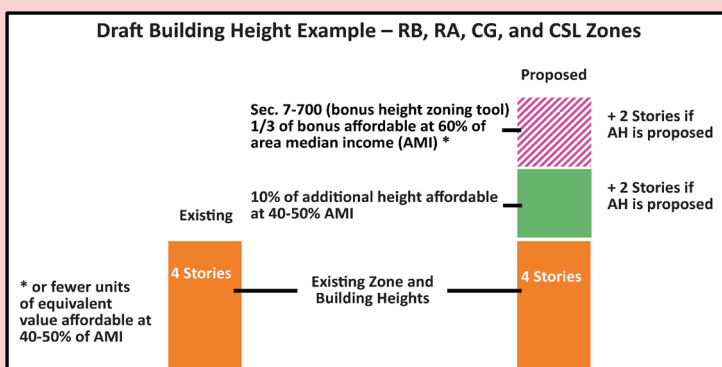 Draft Building Height Example – RB, RA, CG, and CSL Zones
Proposed
Sec. 7-700 (bonus height zoning tool)
1/3 of bonus affordable at 60% of
area median income (AMI) *
+ 2 Stories if
AH is proposed
10% of additional height affordable
at 40-50% AMI
+ 2 Stories if
AH is proposed
Existing
4 Stories
Existing Zone and
Building Heights
4 Stories
* or fewer units
of equivalent
value affordable at
40-50% of AMI